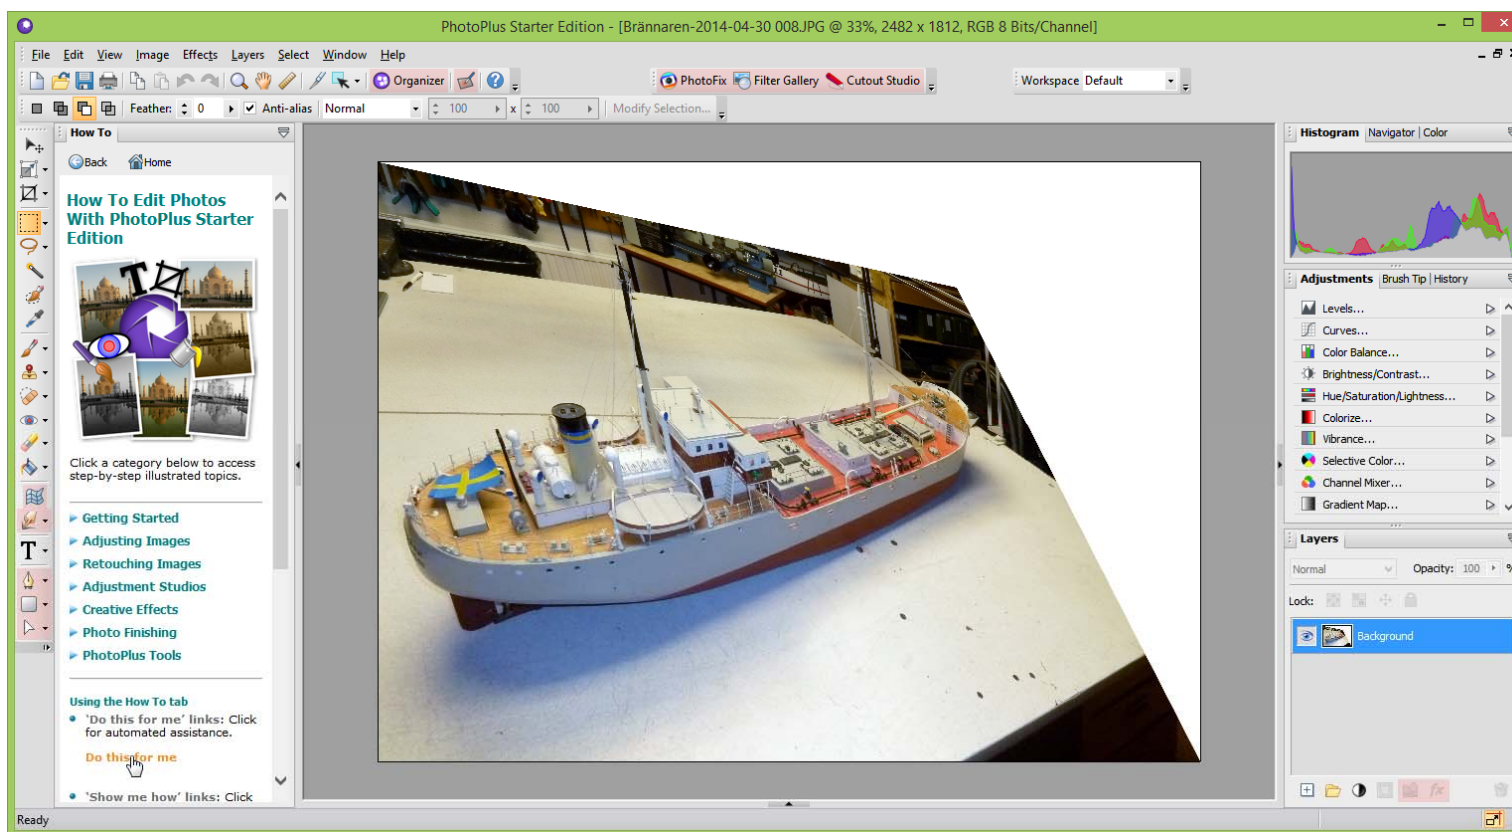 PhotoPlus Starter Edition - [Brännaren-2014-04-30 008.JPG @ 33%, 2482 x 1812, RGB 8 Bits/Channel]
File Edit View Image Effects Layers Select Window Help
Organizer PhotoFix Filter Gallery Cutout Studio Workspace Default
Feather: 0 Anti-alias Normal 100 x 100 Modify Selection...
How To
Back Home
How To Edit Photos
With PhotoPlus Starter
Edition
T
Click a category below to access
step-by-step illustrated topics.
Getting Started
Adjusting Images
Retouching Images
Adjustment Studios
Creative Effects
Photo Finishing
PhotoPlus Tools
Using the How To tab
'Do this for me' links: Click
for automated assistance.
Do this for me
'Show me how' links: Click
T
Histogram Navigator | Color
Adjustments Brush Tip | History
Levels...
Curves...
Color Balance...
Brightness/Contrast...
Hue/Saturation/Lightness...
Colorize...
Vibrance...
Selective Color...
Channel Mixer...
Gradient Map...
Layers
Normal Opacity: 100 %
Lock:
Background
fx
Ready